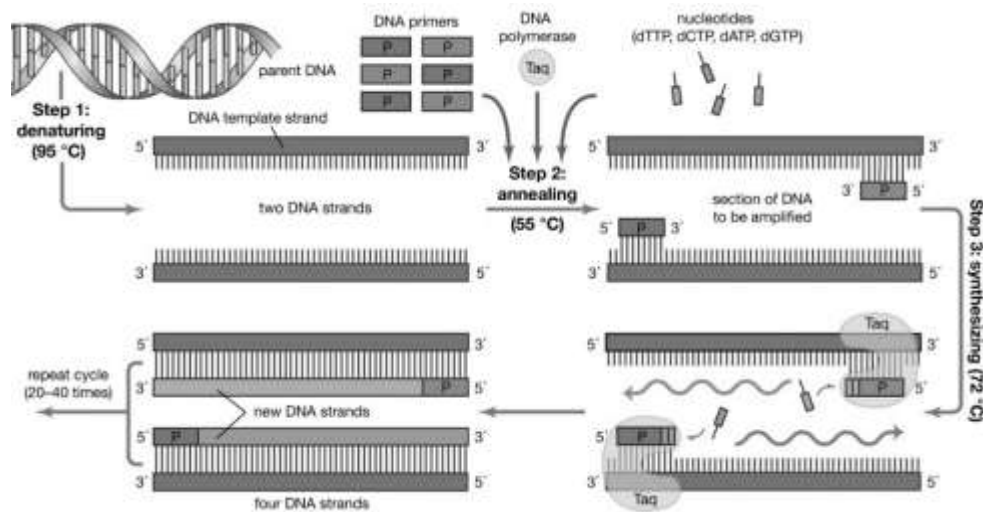 DNA primers
P P
P P
P P
DNA
polymerase
Taq
nucleotides
(dTTP, dCTP, dATP, dGTP)
parent DNA
Step 1:
denaturing
(95 °C)
DNA template strand
5´ 3´
two DNA strands
3´ 5´
Step 2:
annealing
(55 °C)
5´ 3´
3´ P 5´
section of DNA
to be amplified
5´ P 3´
3´ 5´
Step 3: synthesizing (72 °C)
5´ 3´
3´ P 5´
new DNA strands
5´ P 3´
3´ 5´
four DNA strands
repeat cycle
(20–40 times)
Taq
5´ 3´
P 5´
5´ P
3´ 5´
Taq